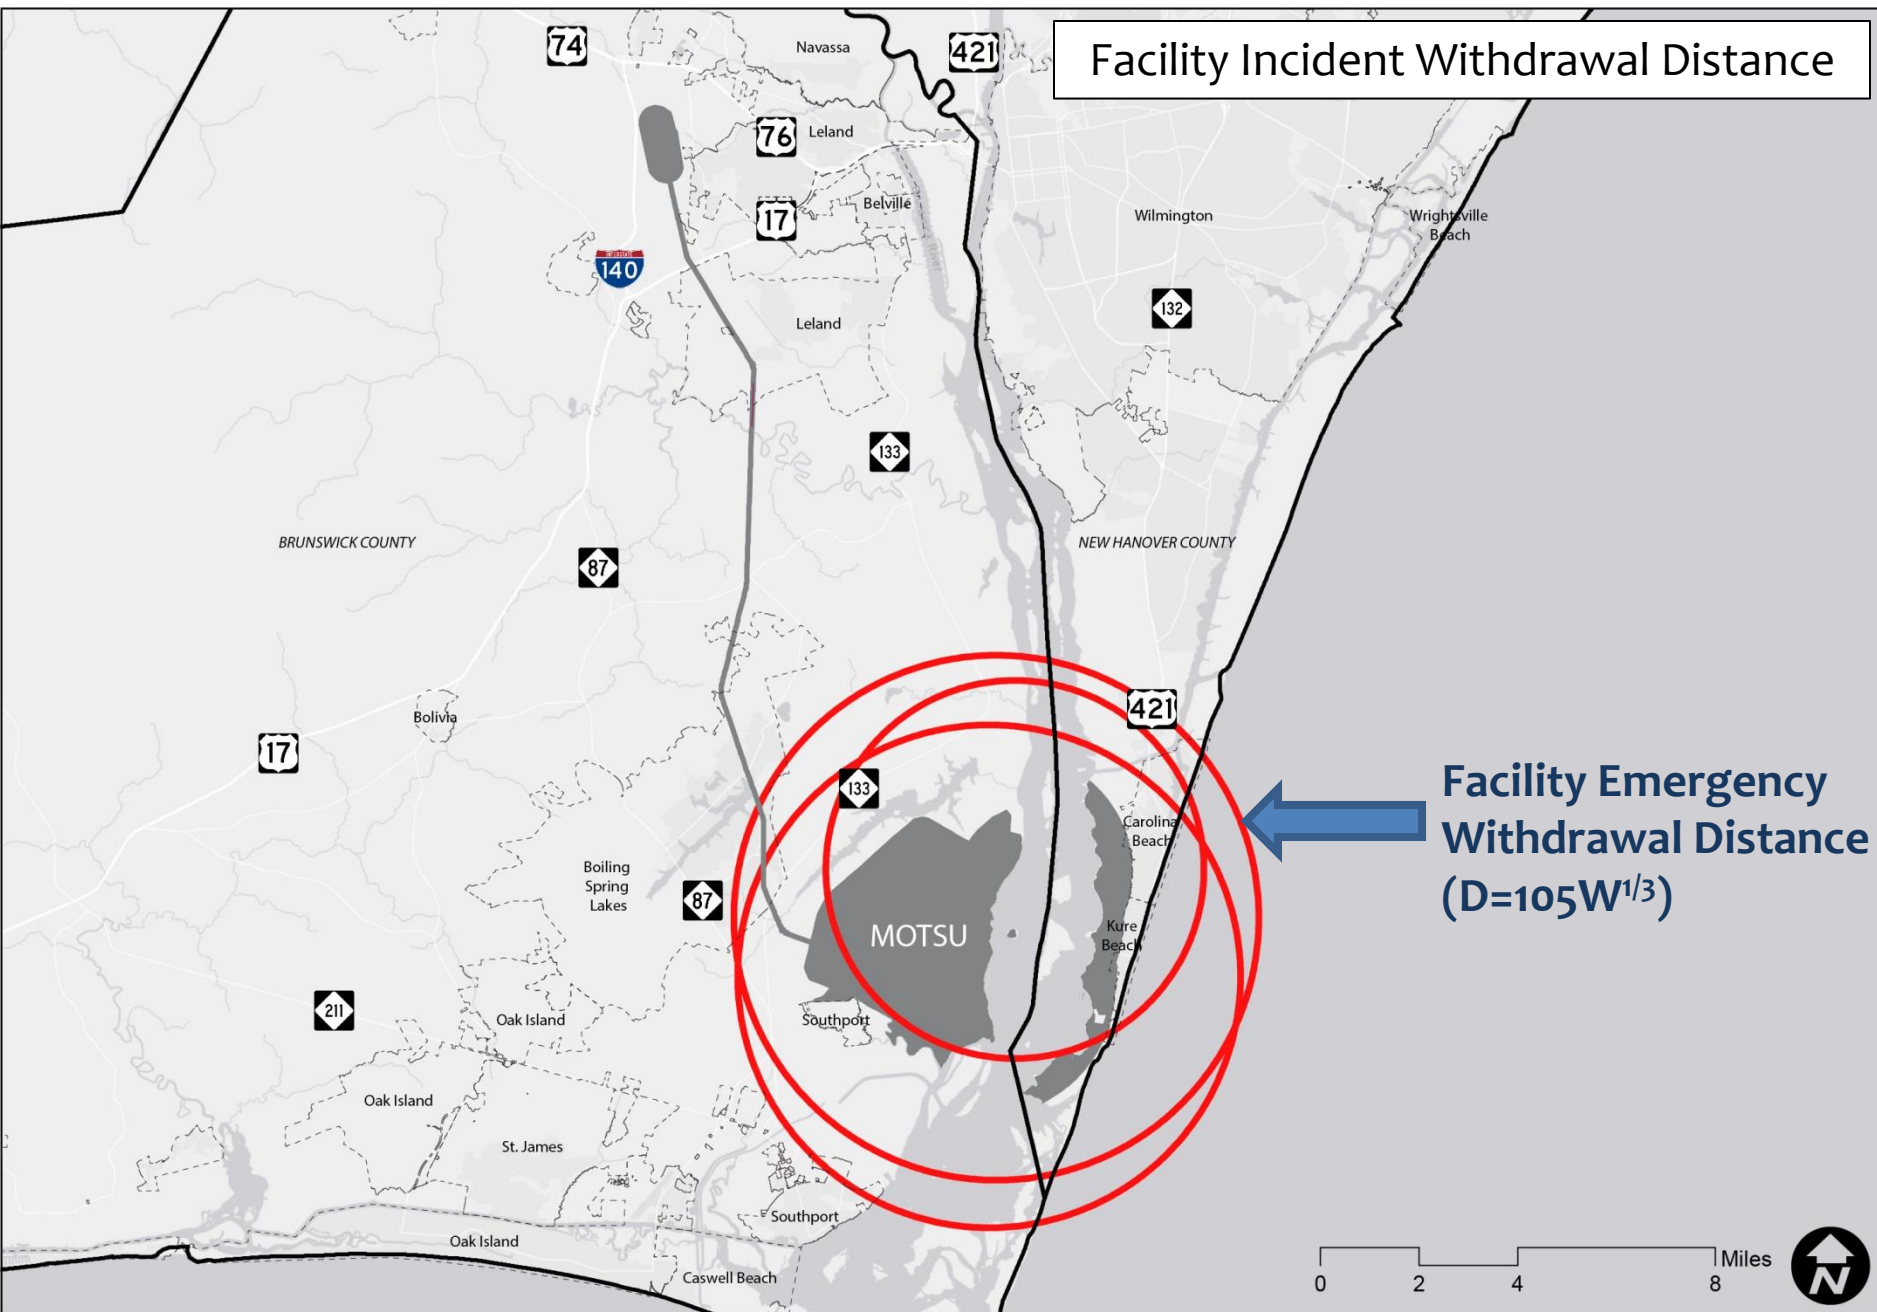 Facility Incident Withdrawal Distance
74
Navassa
421
76
Leland
17
Belville
River
Wilmington
Wrightsville
Beach
INTERSTATE
140
132
Leland
133
BRUNSWICK COUNTY
NEW HANOVER COUNTY
87
Bolivia
17
421
133
Facility Emergency
Withdrawal Distance
(D=105W1/3)
Carolina
Beach
Boiling
Spring
Lakes
87
MOTSU
Kure
Beach
211
Oak Island
Southport
Oak Island
St. James
Southport
Oak Island
Caswell Beach
Miles
0 2 4 8
N